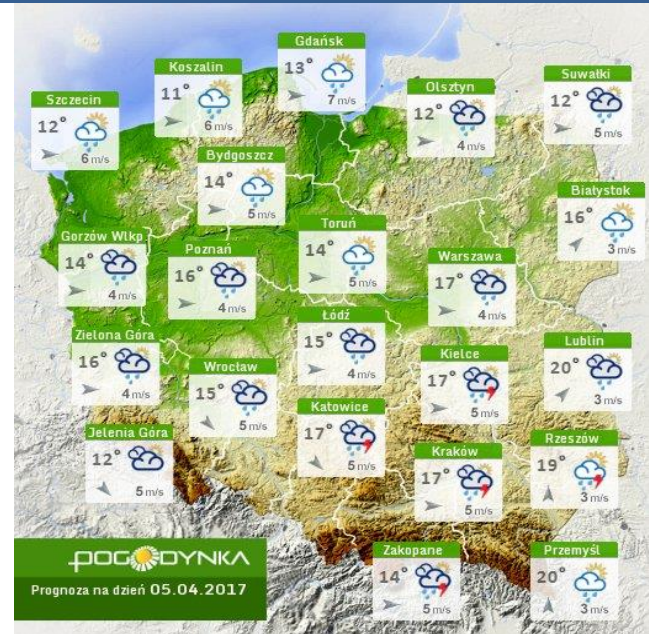 Gdańsk
13°
7 m/s
Koszalin
11°
6 m/s
Suwałki
12°
5 m/s
Olsztyn
12°
4 m/s
Szczecin
12°
6 m/s
Bydgoszcz
14°
5 m/s
Białystok
16°
3 m/s
Toruń
14°
5 m/s
Gorzów Wlkp
14°
4 m/s
Poznań
16°
4 m/s
Warszawa
17°
4 m/s
Łódź
15°
4 m/s
Zielona Góra
16°
4 m/s
Lublin
20°
3 m/s
Kielce
17°
5 m/s
Wrocław
15°
5 m/s
Katowice
17°
5 m/s
Jelenia Góra
12°
5 m/s
Rzeszów
19°
3 m/s
Kraków
17°
5 m/s
Zakopane
14°
5 m/s
Przemyśl
20°
3 m/s
POGODYNKA
Prognoza na dzień 05.04.2017